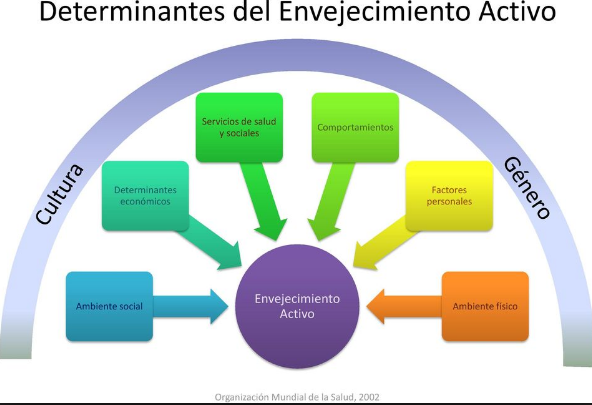 Determinantes del Envejecimiento Activo
Cultura
Género
Servicios de salud
y sociales
Comportamientos
Determinantes
económicos
Factores
personales
Ambiente social
Envejecimiento
Activo
Ambiente físico
Organización Mundial de la Salud, 2002